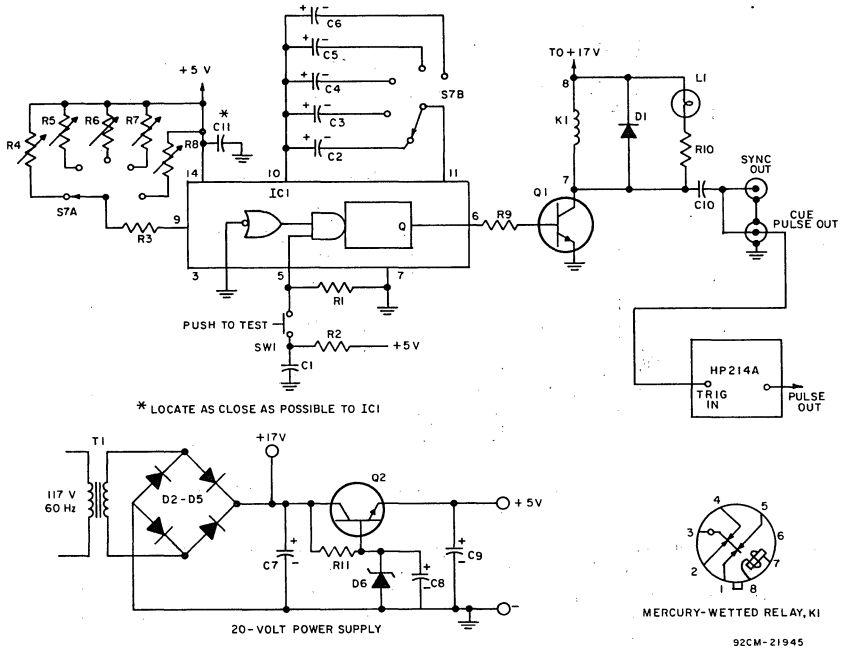 + - C6
+ - C5
+ - C4
+ - C3
+ - C2
S7B
+5 V
*
C11
R4
R5
R6
R7
R8
S7A
R3
14
10
11
9
IC1
Q
6
3
5
7
R9
Q1
TO +17V
8
K1
7
D1
L1
R10
C10
SYNC OUT
CUE PULSE OUT
HP214A
TRIG IN
PULSE OUT
R1
PUSH TO TEST
SW1
R2
+5V
C1
* LOCATE AS CLOSE AS POSSIBLE TO IC1
T1
117 V
60 Hz
D2-D5
+17V
Q2
+ 5V
C7
+
-
R11
D6
+
C8
-
+
C9
-
-
20-VOLT POWER SUPPLY
4
5
3
6
2
7
1
8
MERCURY-WETTED RELAY, K1
92CM-21945